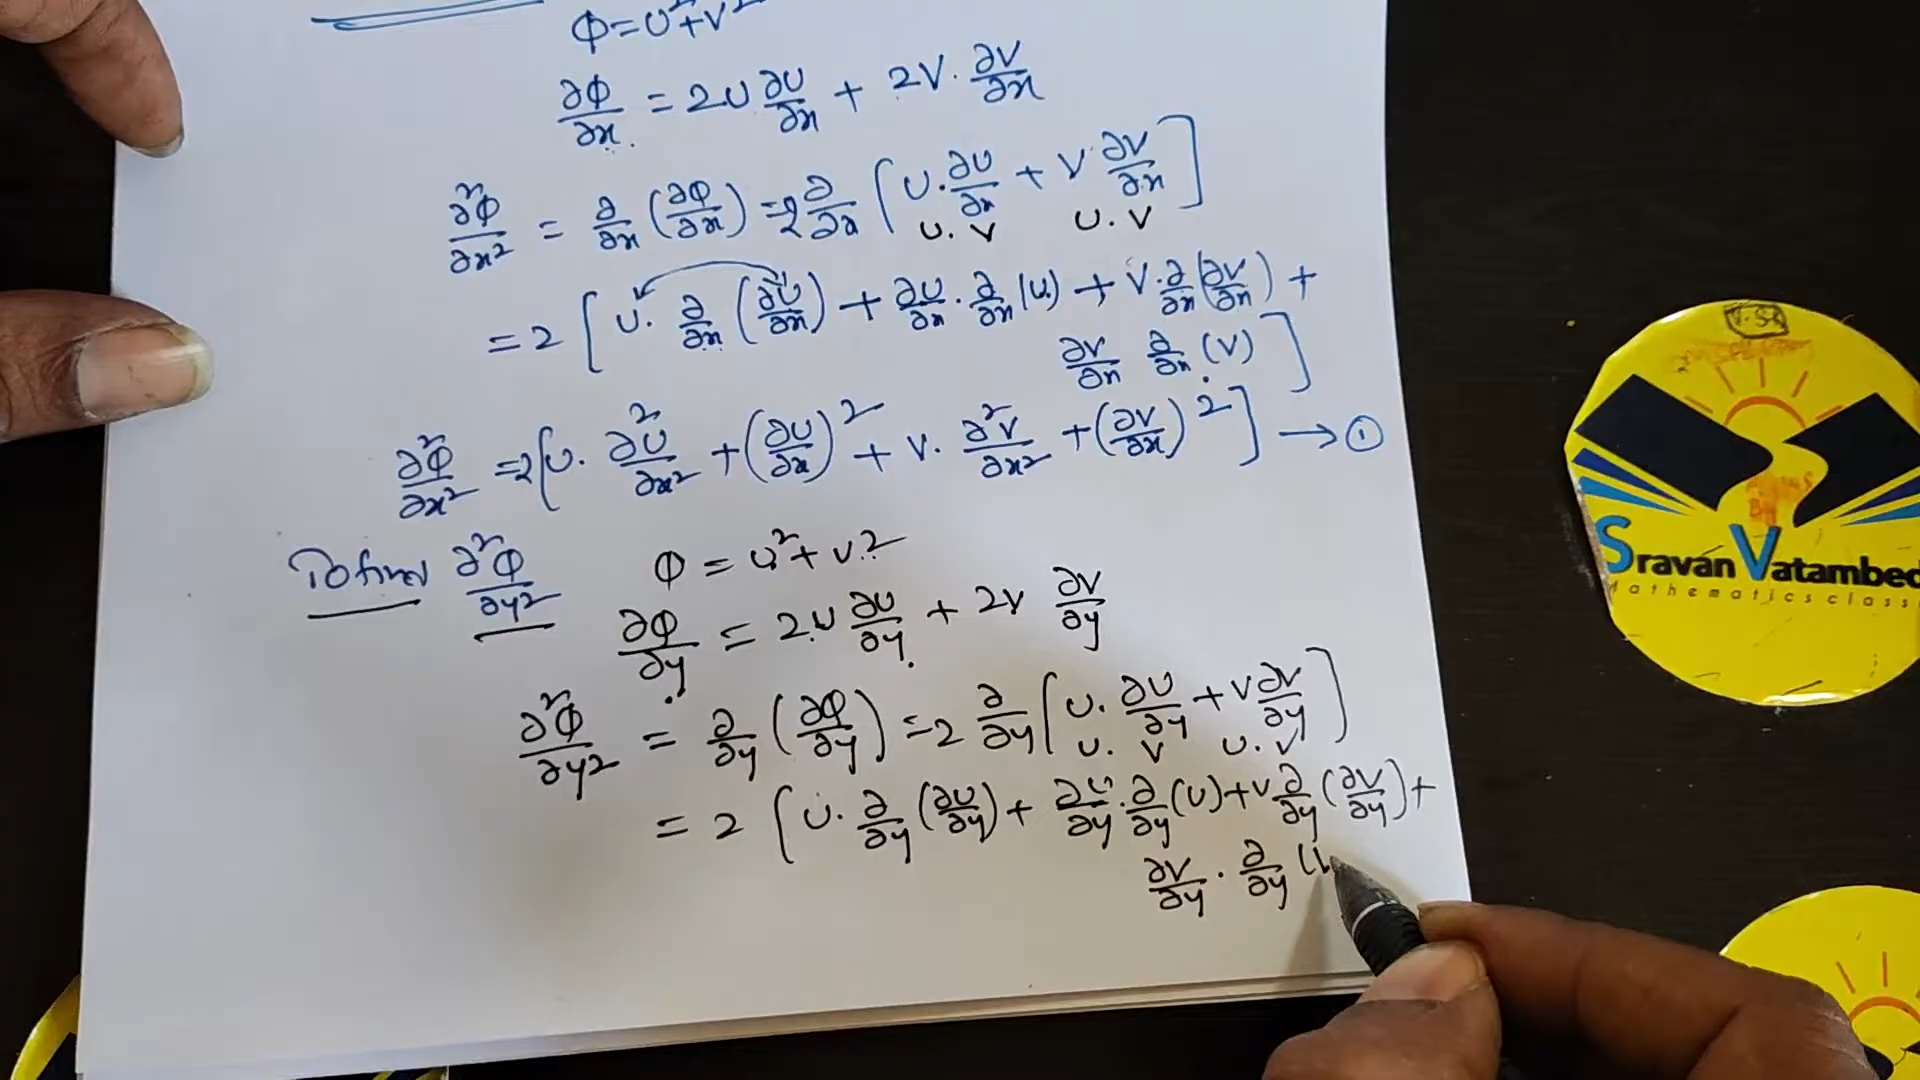 Φ=U²+V²
∂Φ/∂x = 2U ∂U/∂x + 2V. ∂V/∂x
∂²Φ/∂x² = ∂/∂x (∂Φ/∂x) = 2 ∂/∂x [U. ∂U/∂x + V ∂V/∂x]
U. V U. V
= 2 [U. ∂/∂x (∂U/∂x) + ∂U/∂x . ∂/∂x (U.) + V. ∂/∂x (∂V/∂x) +
∂V/∂x ∂/∂x (V)]
∂²Φ/∂x² = 2[U. ∂²U/∂x² + (∂U/∂x)² + V. ∂²V/∂x² + (∂V/∂x)²] → ①
To find ∂²Φ/∂y² Φ = U² + V²
∂Φ/∂y = 2U ∂U/∂y + 2V ∂V/∂y
∂²Φ/∂y² = ∂/∂y (∂Φ/∂y) = 2 ∂/∂y [U. ∂U/∂y + V ∂V/∂y]
U. V U. V
= 2 [U. ∂/∂y (∂U/∂y) + ∂U/∂y . ∂/∂y (U) + V ∂/∂y (∂V/∂y) +
∂V/∂y . ∂/∂y (
Sravan Vatambed
Mathematics class